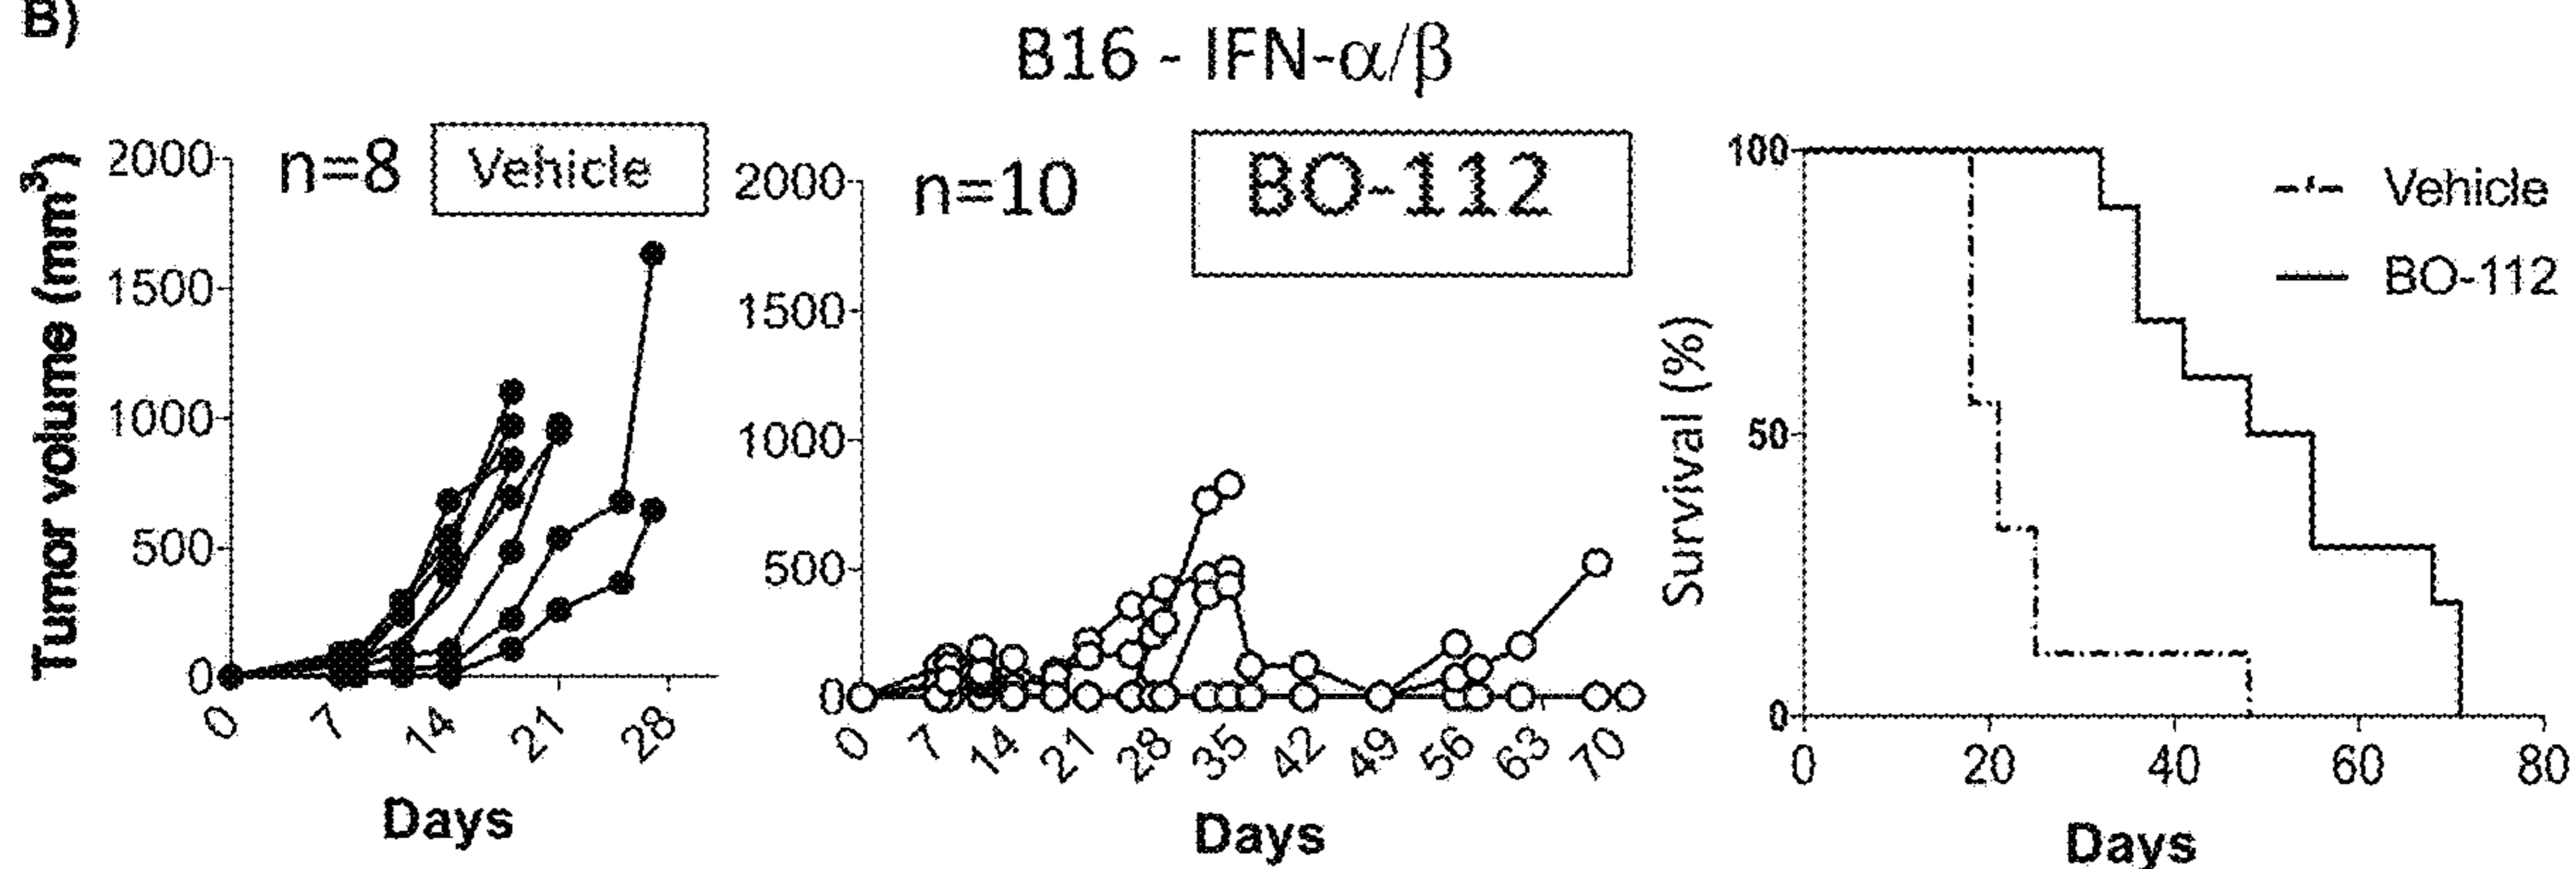 B)
B16 - IFN-α/β
Tumor volume (mm³)
2000
1500
1000
500
0
n=8
Vehicle
0 7 14 21 28
Days
2000
1500
1000
500
0
n=10
BO-112
0 7 14 21 28 35 42 49 56 63 70
Days
Survival (%)
100
50
0
Vehicle
BO-112
0 20 40 60 80
Days